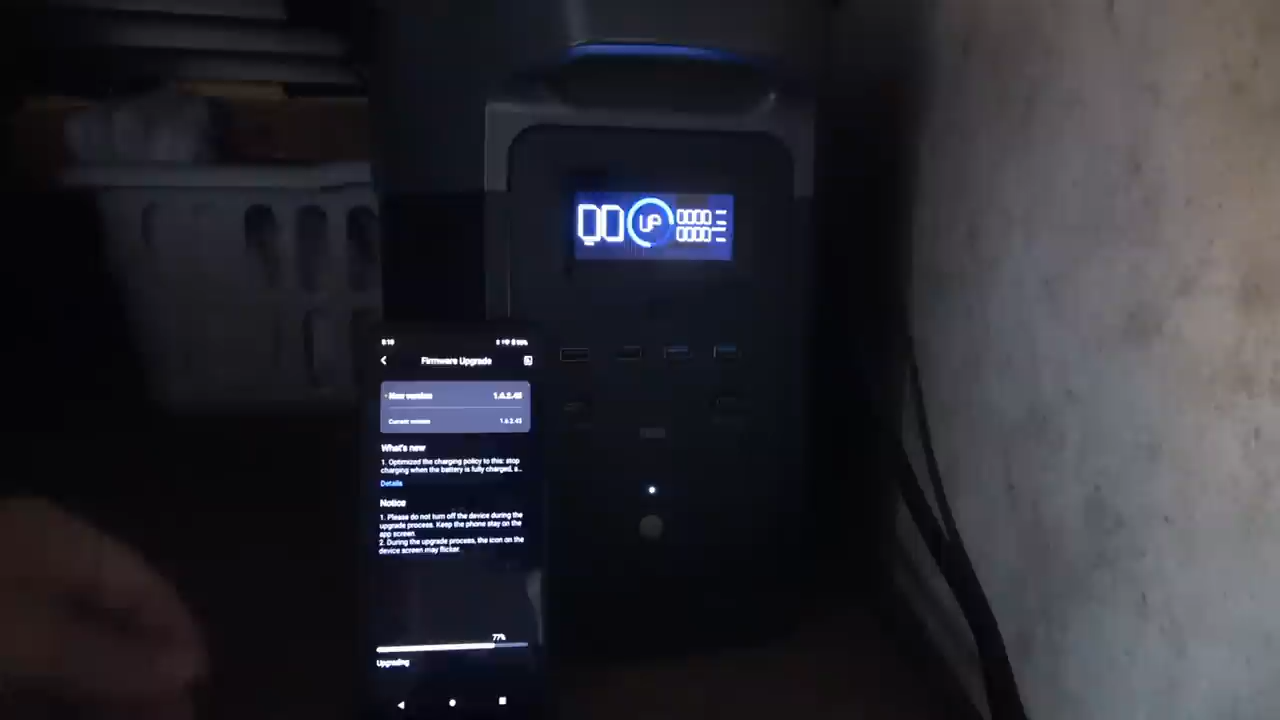 UP
Firmware Upgrade
New version
Current version
What's new
1. Optimized the charging policy to this: stop
charging when the battery is fully charged, a...
Details
Notice
1. Please do not turn off the device during the
upgrade process. Keep the phone stay on the
app screen.
2. During the upgrade process, the icon on the
device screen may flicker.
77%
Upgrading